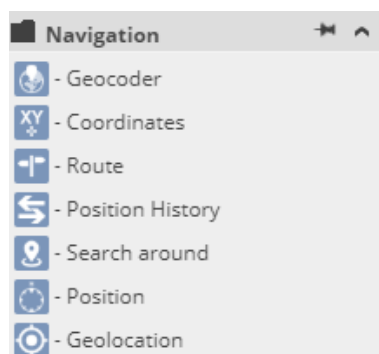 Navigation
- Geocoder
XY - Coordinates
- Route
- Position History
- Search around
- Position
- Geolocation